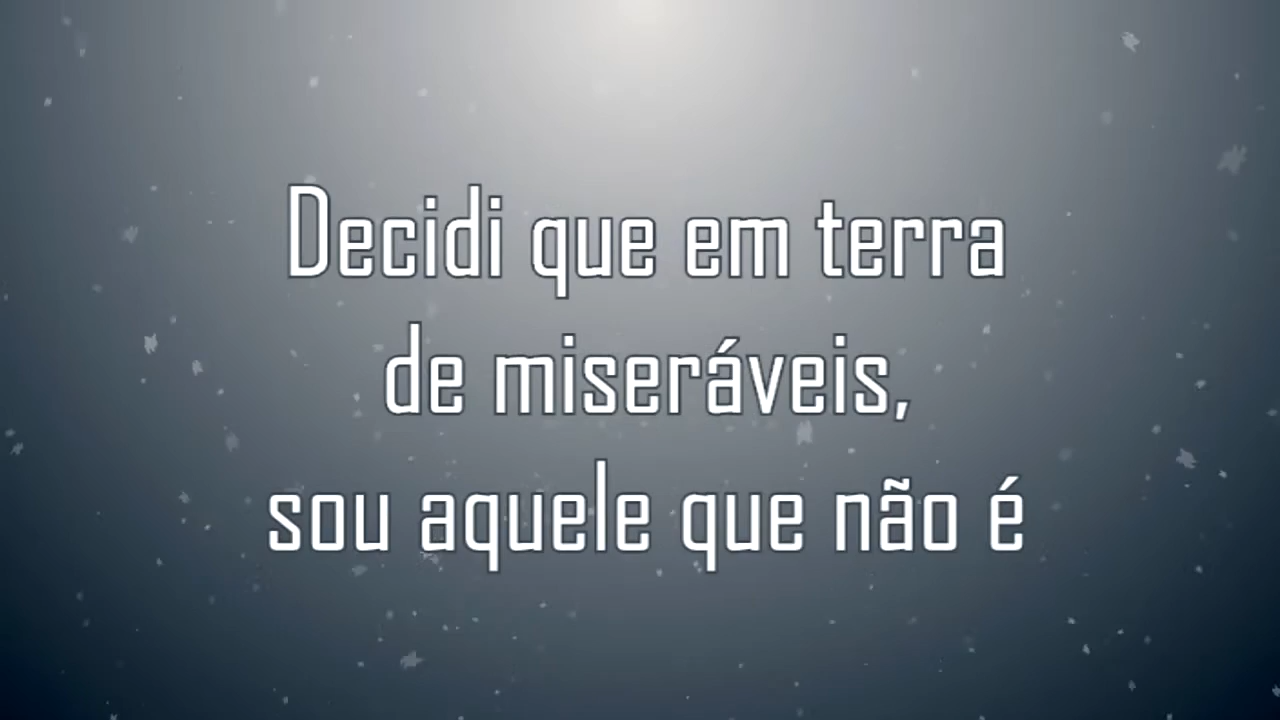 Decidi que em terra
de miseráveis,
sou aquele que não é